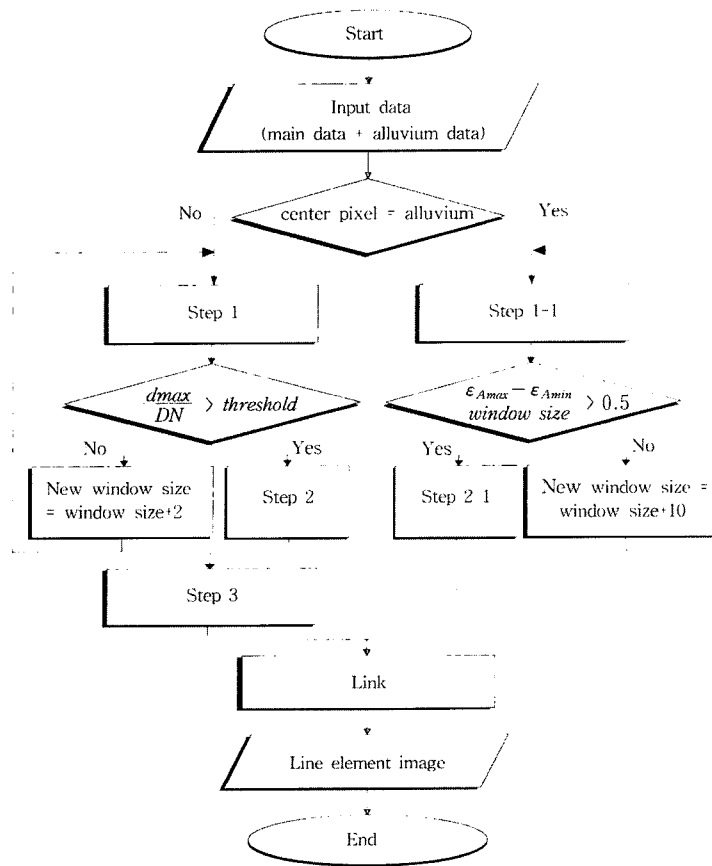 Start
Input data
(main data + alluvium data)
No
center pixel = alluvium
Yes
Step 1
Step 1-1
dmax
DN
> threshold
εAmax − εAmin
window size
> 0.5
No
Yes
Yes
No
New window size
= window size+2
Step 2
Step 2 1
New window size =
window size+10
Step 3
Link
Line element image
End